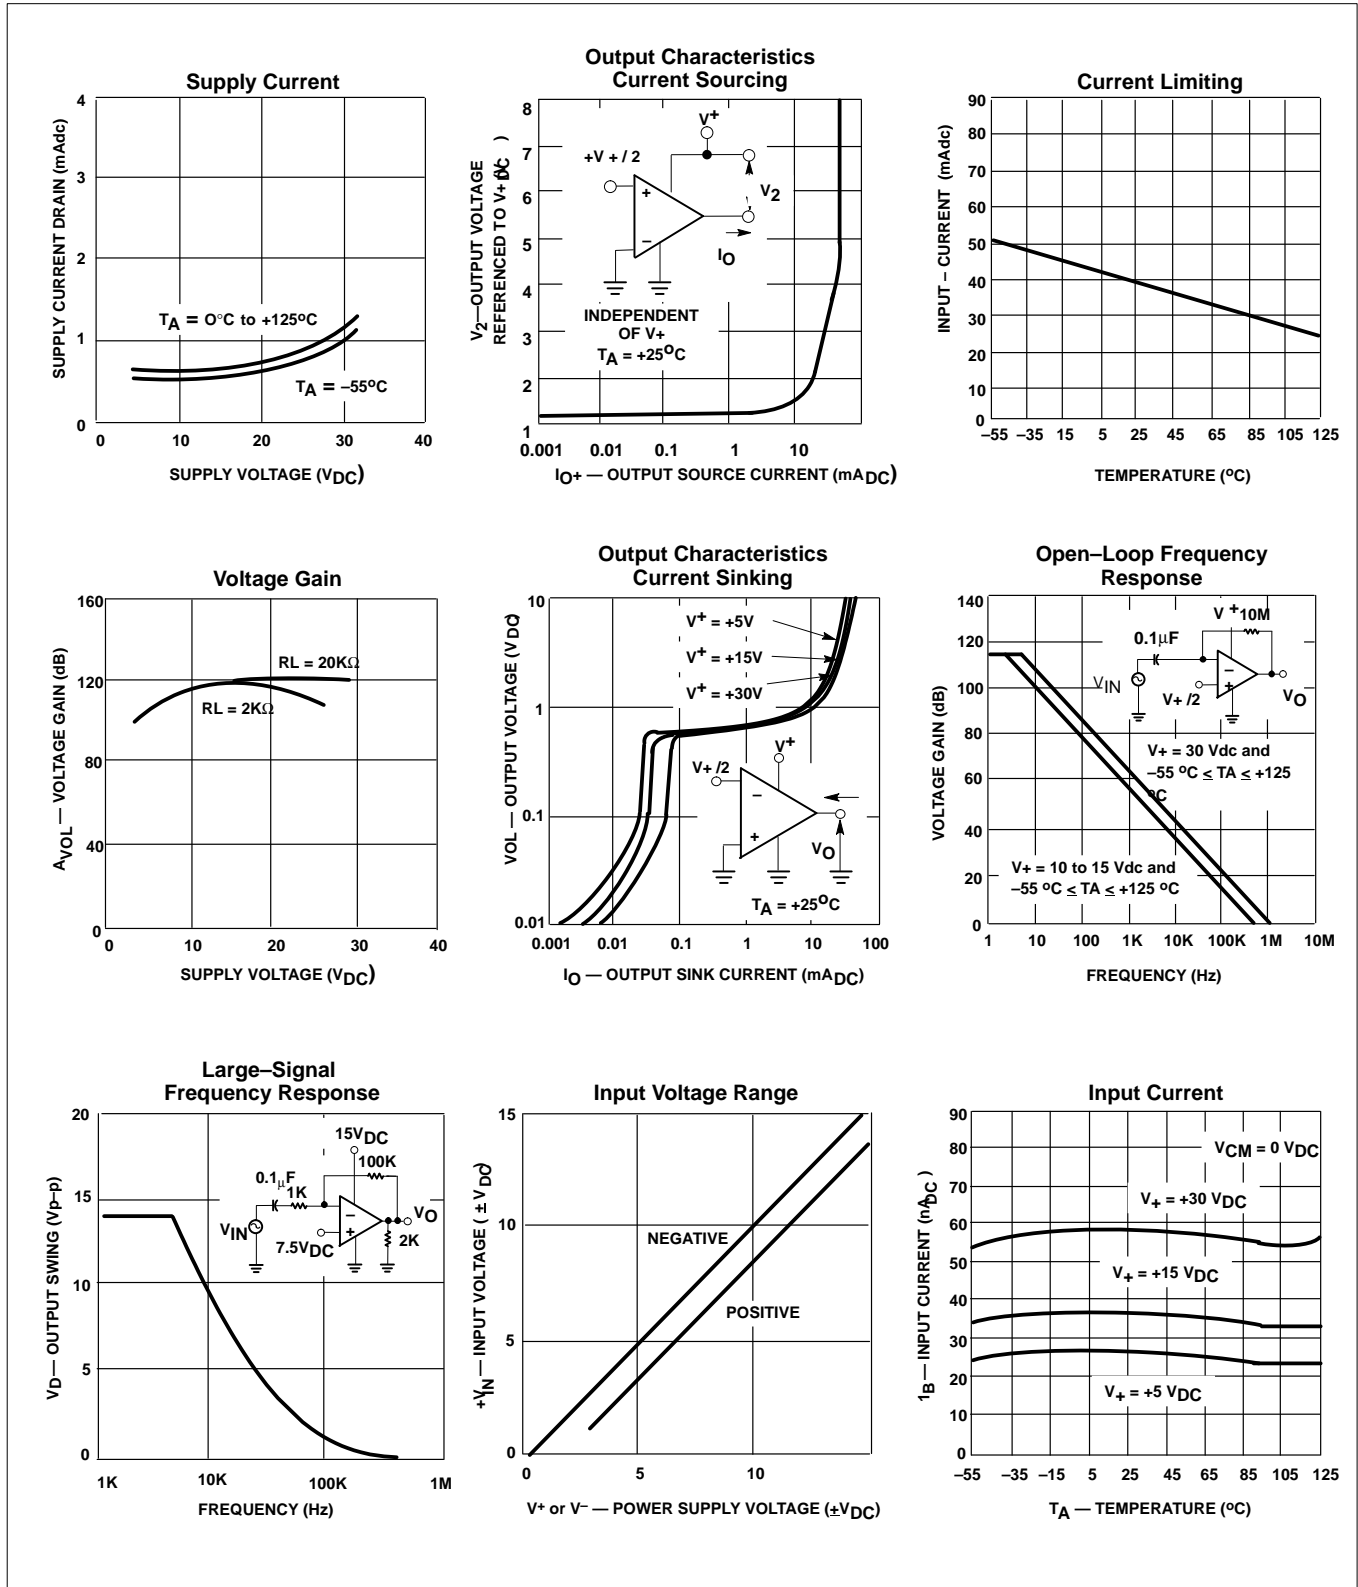 Supply Current
4
3
2
1
0
SUPPLY CURRENT DRAIN (mAdc)
TA = O°C to +125oC
TA = –55oC
0 10 20 30 40
SUPPLY VOLTAGE (VDC)
Output Characteristics
Current Sourcing
8
7
6
5
4
3
2
1
V2—OUTPUT VOLTAGE
REFERENCED TO V+ (VDC
V+
+V + / 2
+
–
V2
IO
INDEPENDENT
OF V+
TA = +25OC
0.001 0.01 0.1 1 10
IO+ — OUTPUT SOURCE CURRENT (mADC)
Current Limiting
90
80
70
60
50
40
30
20
10
0
INPUT – CURRENT (mAdc)
–55 –35 15 5 25 45 65 85 105 125
TEMPERATURE (oC)
Voltage Gain
160
120
80
40
0
AVOL — VOLTAGE GAIN (dB)
RL = 20KΩ
RL = 2KΩ
0 10 20 30 40
SUPPLY VOLTAGE (VDC)
Output Characteristics
Current Sinking
10
1
0.1
0.01
VOL — OUTPUT VOLTAGE (VDC)
V+ = +5V
V+ = +15V
V+ = +30V
V+
V+ /2
–
+
VO
TA = +25OC
0.001 0.01 0.1 1 10 100
IO — OUTPUT SINK CURRENT (mADC)
Open–Loop Frequency
Response
140
120
100
80
60
40
20
0
VOLTAGE GAIN (dB)
V + 10M
0.1µF
VIN
–
+
V+ /2
VO
V+ = 30 Vdc and
–55 oC ≤ TA ≤ +125
oC
V+ = 10 to 15 Vdc and
–55 oC ≤ TA ≤ +125 oC
1 10 100 1K 10K 100K 1M 10M
FREQUENCY (Hz)
Large–Signal
Frequency Response
20
15
10
5
0
VD— OUTPUT SWING (Vp–p)
15VDC
100K
0.1µF
1K
VIN
–
+
VO
7.5VDC
2K
1K 10K 100K 1M
FREQUENCY (Hz)
Input Voltage Range
15
10
5
0
+VIN — INPUT VOLTAGE (±VDC)
NEGATIVE
POSITIVE
0 5 10
V+ or V– — POWER SUPPLY VOLTAGE (±VDC)
Input Current
90
80
70
60
50
40
30
20
10
0
1B — INPUT CURRENT (nADC)
VCM = 0 VDC
V+ = +30 VDC
V+ = +15 VDC
V+ = +5 VDC
–55 –35 –15 5 25 45 65 85 105 125
TA — TEMPERATURE (oC)